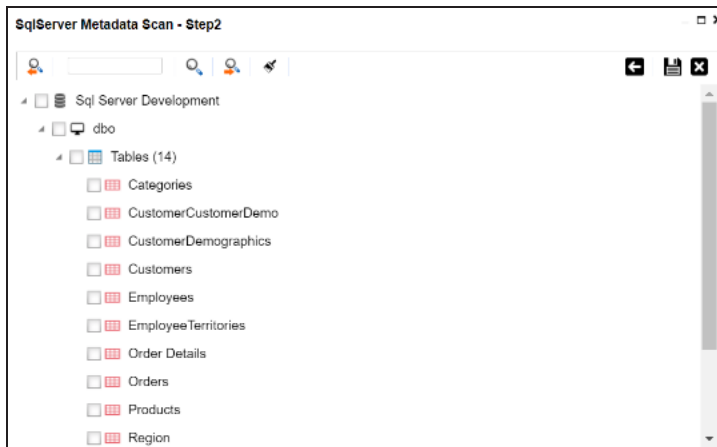 SqlServer Metadata Scan - Step2
Sql Server Development
dbo
Tables (14)
Categories
CustomerCustomerDemo
CustomerDemographics
Customers
Employees
EmployeeTerritories
Order Details
Orders
Products
Region